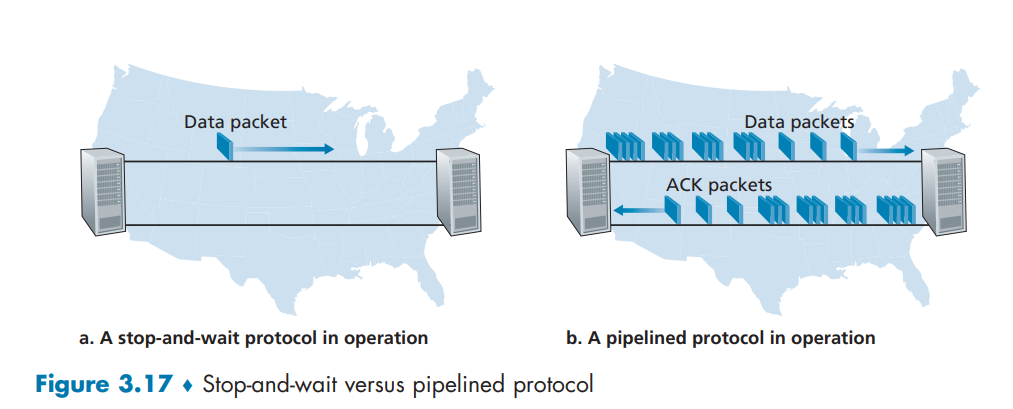 Data packet
Data packets
ACK packets
a. A stop-and-wait protocol in operation
b. A pipelined protocol in operation
Figure 3.17 ♦ Stop-and-wait versus pipelined protocol